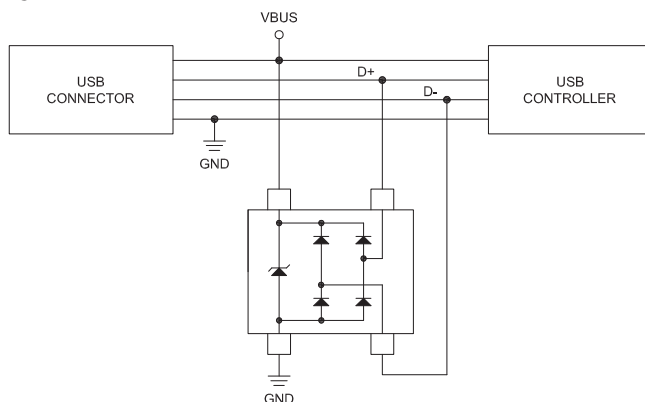 VBUS
USB
CONNECTOR
D+
D-
USB
CONTROLLER
GND
GND